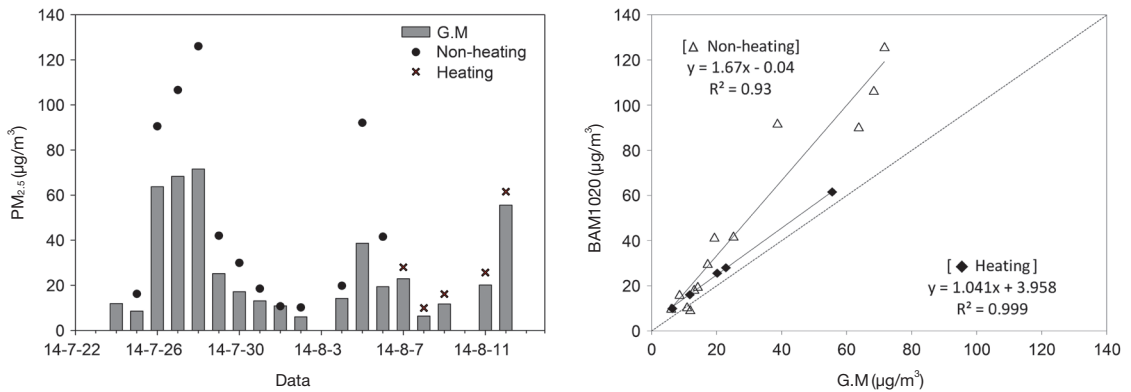 140
120
100
80
60
40
20
0
PM2.5 (μg/m³)
G.M
Non-heating
Heating
14-7-22 14-7-26 14-7-30 14-8-3 14-8-7 14-8-11
Data
140
120
100
80
60
40
20
0
BAM1020 (μg/m³)
[△ Non-heating]
y = 1.67x - 0.04
R² = 0.93
[◆ Heating]
y = 1.041x + 3.958
R² = 0.999
0 20 40 60 80 100 120 140
G.M (μg/m³)